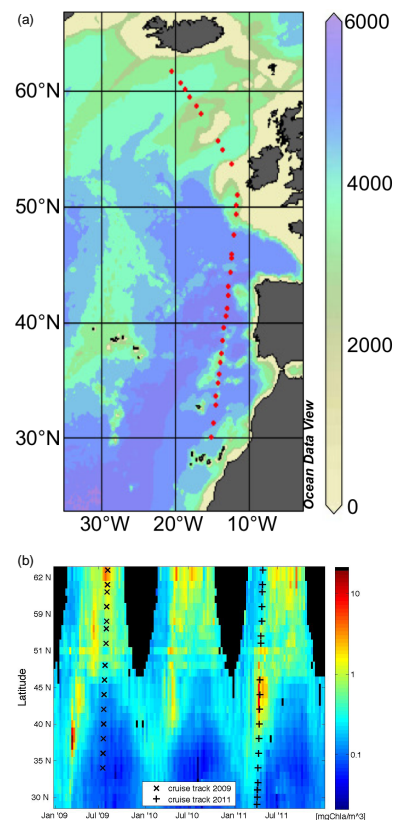 (a)
60°N
50°N
40°N
30°N
30°W 20°W 10°W
Ocean Data View
6000
4000
2000
0
(b)
Latitude
62 N
59 N
51 N
45 N
40 N
35 N
30 N
Jan '09 Jul '09 Jan '10 Jul '10 Jan '11 Jul '11
× cruise track 2009
+ cruise track 2011
10
1
0.1
[mgChla/m^3]